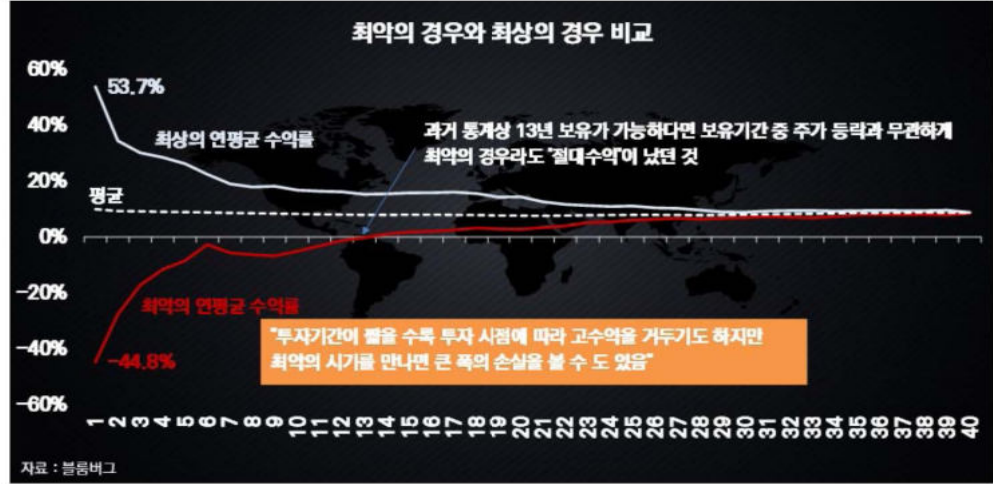 최악의 경우와 최상의 경우 비교
60%
53.7%
40%
최상의 연평균 수익률
과거 통계상 13년 보유가 가능하다면 보유기간 중 주가 등락과 무관하게
최악의 경우라도 '절대수익'이 났던 것
20%
평균
0%
-20%
최악의 연평균 수익률
"투자기간이 짧을 수록 투자 시점에 따라 고수익을 거두기도 하지만
최악의 시기를 만나면 큰 폭의 손실을 볼 수 도 있음"
-40%
-44.8%
-60%
1 2 3 4 5 6 7 8 9 10 11 12 13 14 15 16 17 18 19 20 21 22 23 24 25 26 27 28 29 30 31 32 33 34 35 36 37 38 39 40
자료 : 블룸버그